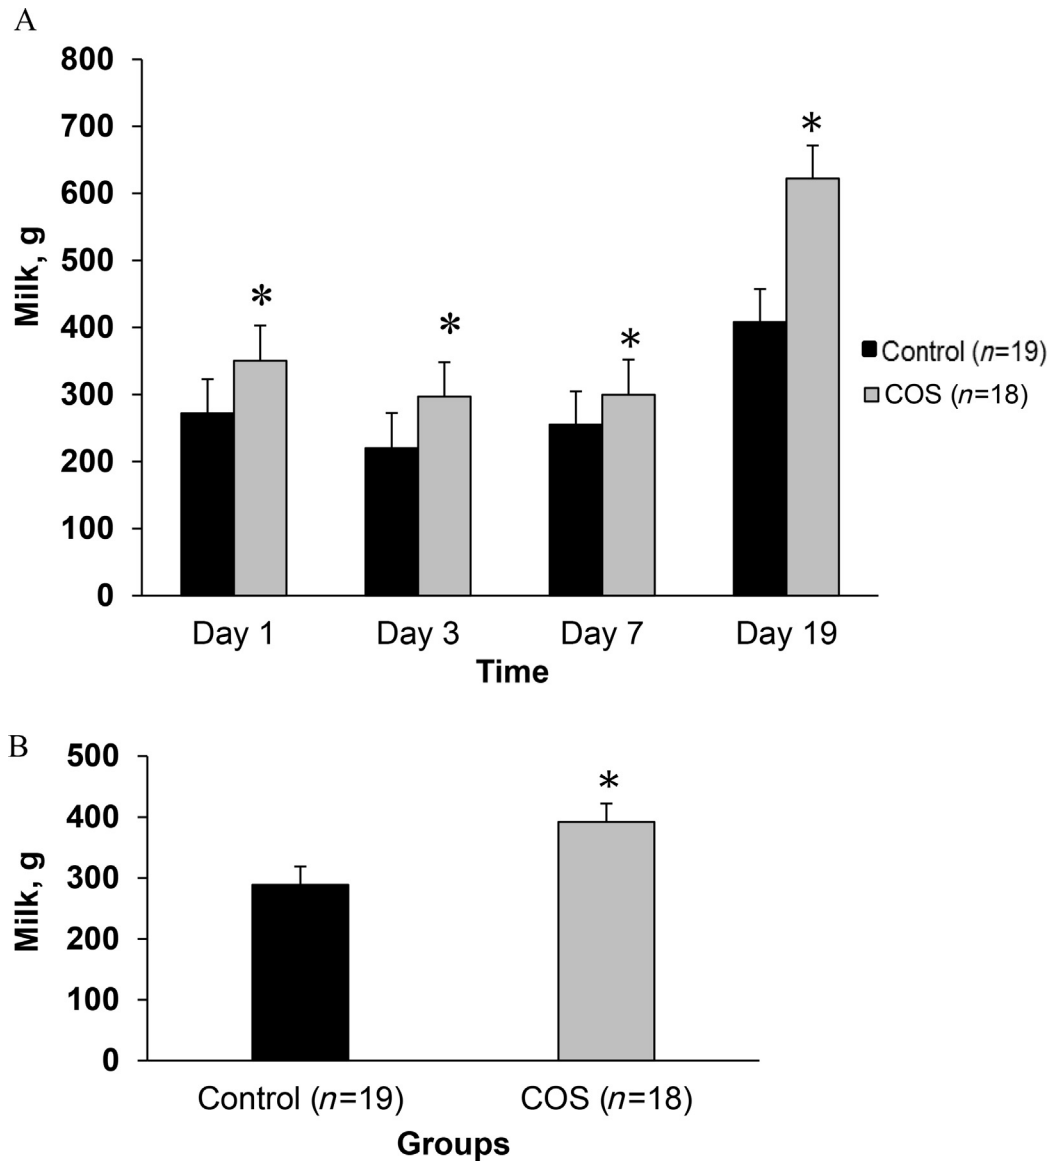 A
800
700
600
500
400
300
200
100
0
Milk, g
*
*
*
*
Control (n=19)
COS (n=18)
Day 1 Day 3 Day 7 Day 19
Time
B
500
400
300
200
100
0
Milk, g
*
Control (n=19) COS (n=18)
Groups